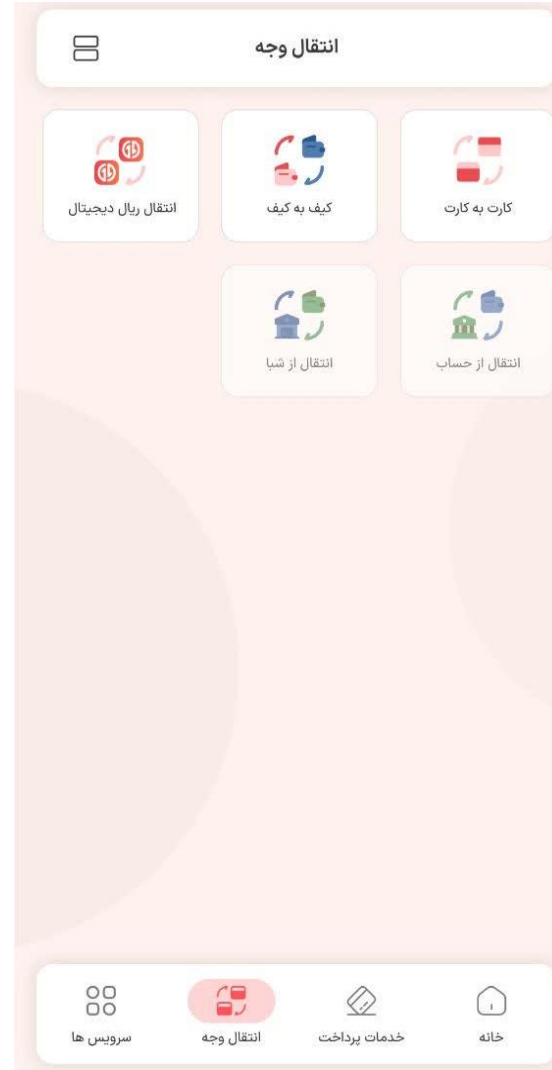 انتقال وجه
کارت به کارت
کیف به کیف
انتقال ریال دیجیتال
انتقال از حساب
انتقال از شبا
خانه
خدمات پرداخت
انتقال وجه
سرویس ها